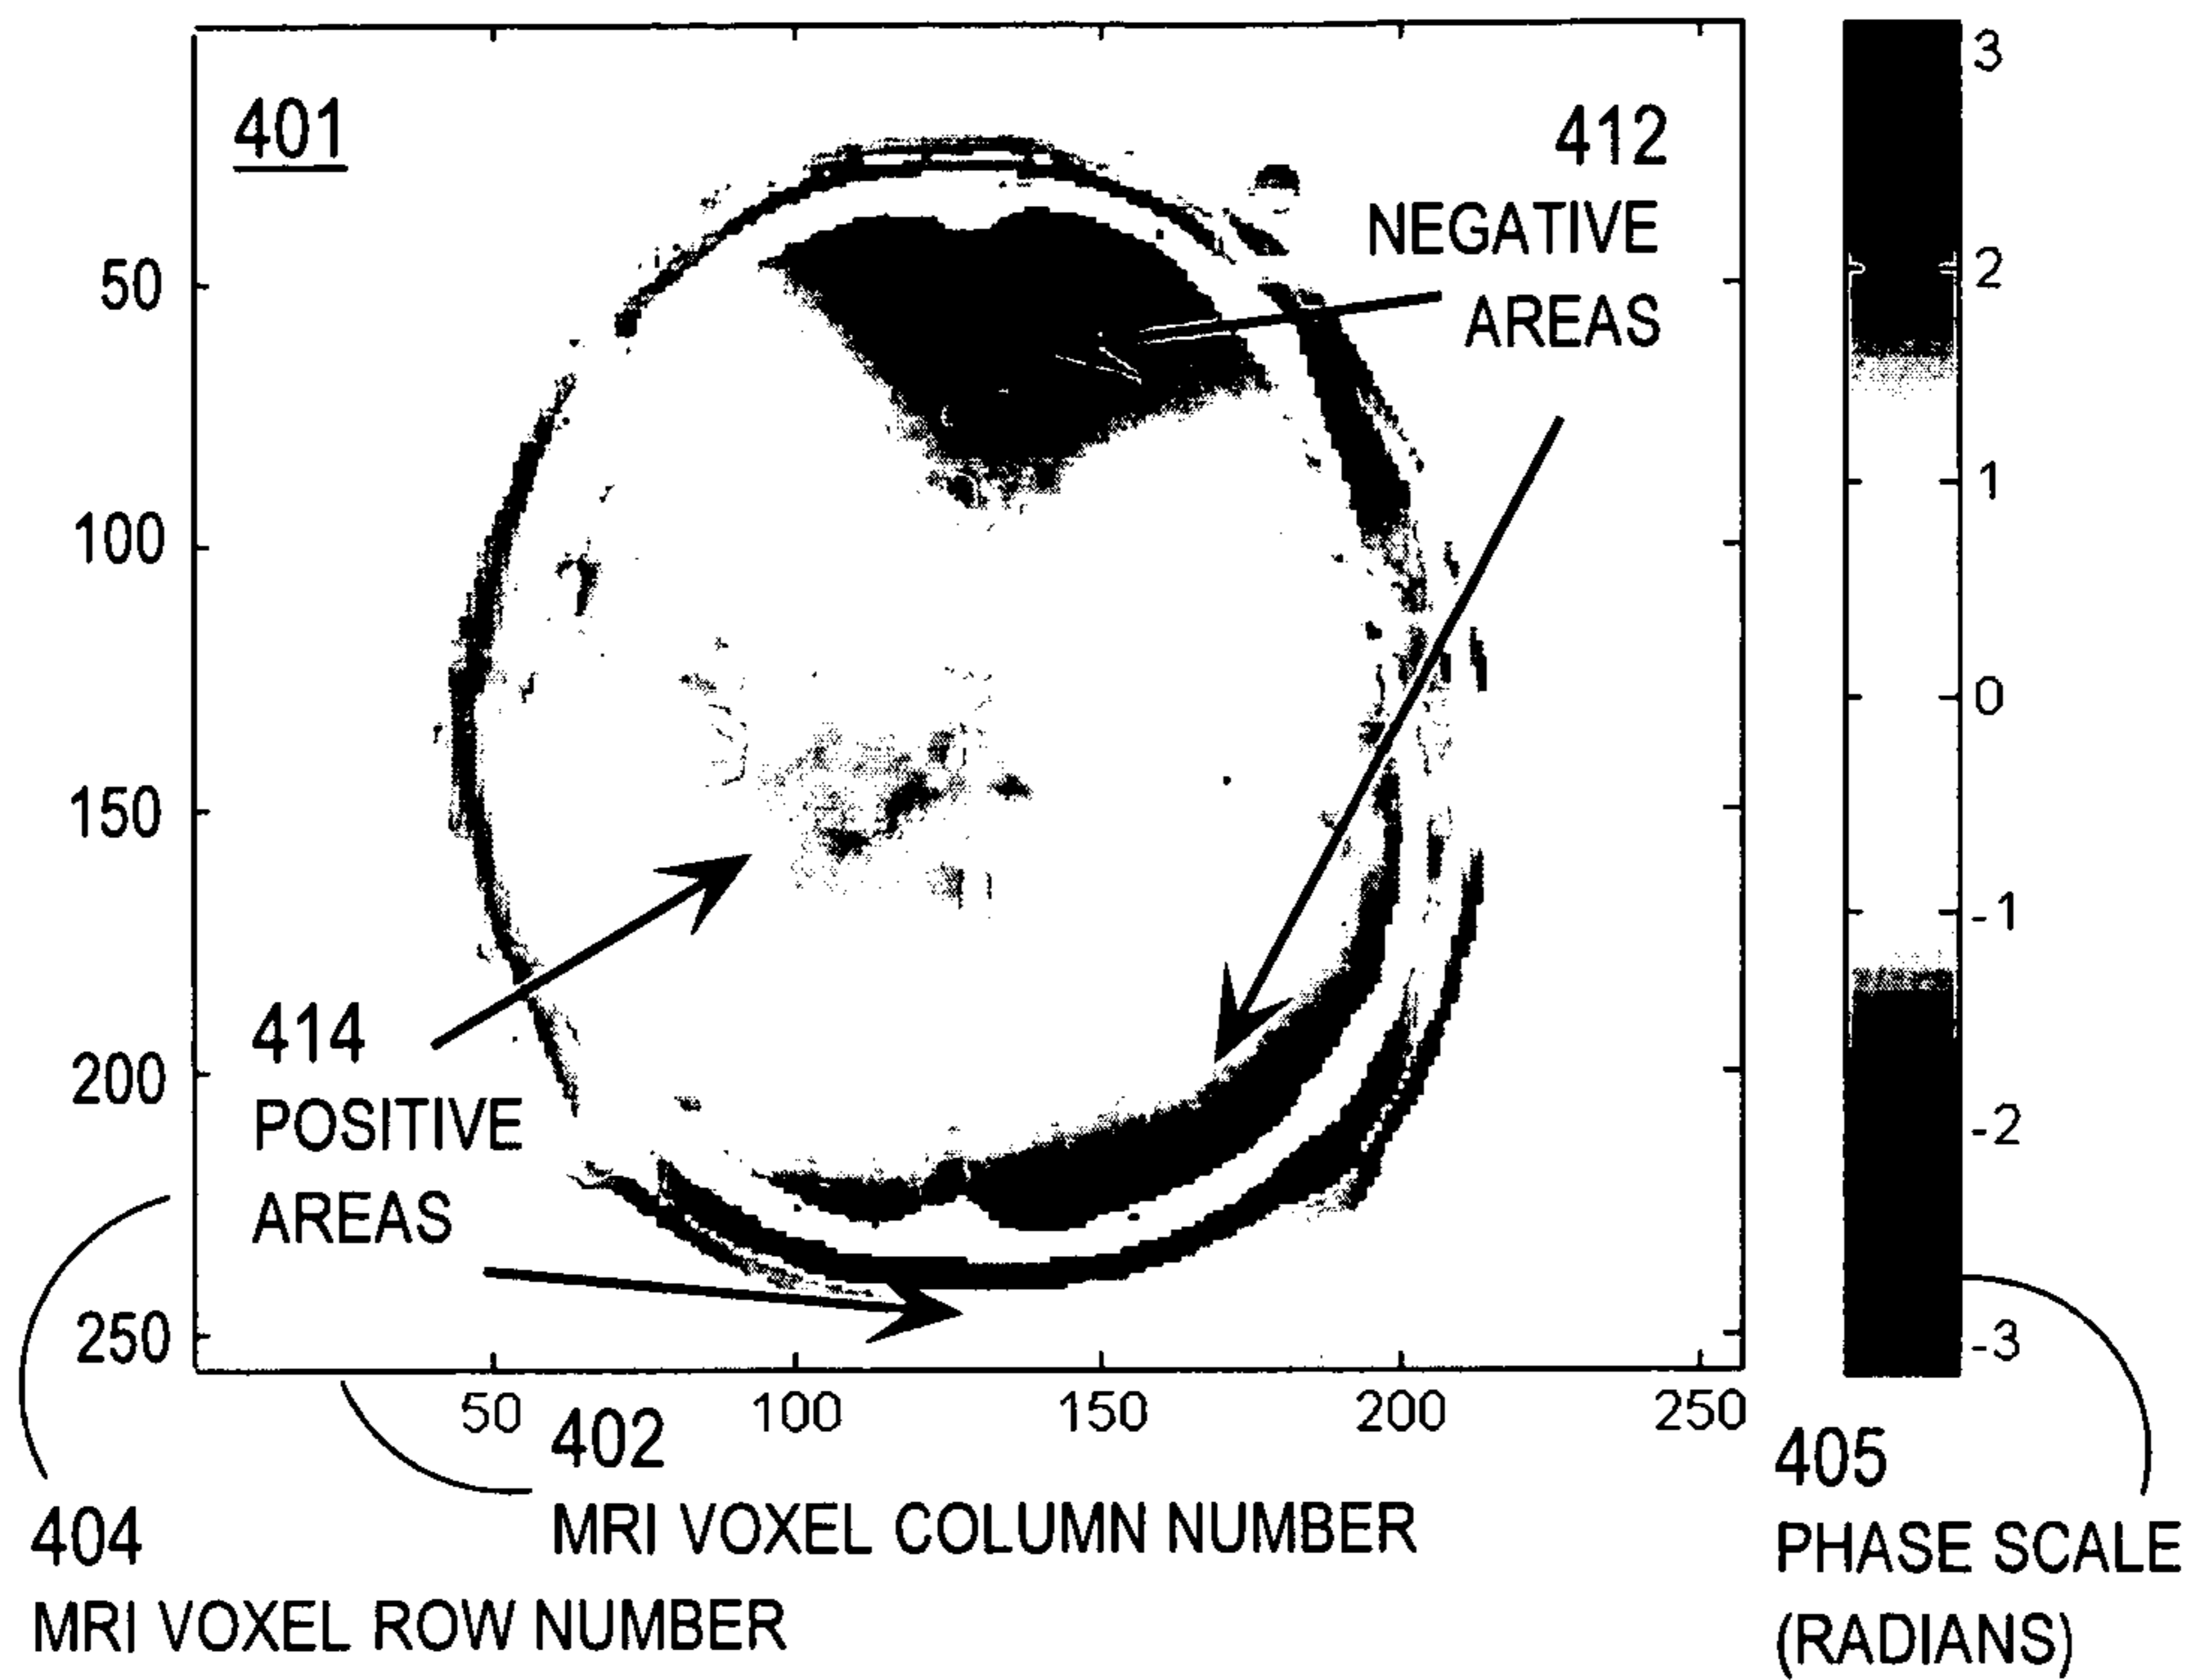 401
412
NEGATIVE
AREAS
50
100
150
200
250
414
POSITIVE
AREAS
50
100
150
200
250
3
2
1
0
-1
-2
-3
402
MRI VOXEL COLUMN NUMBER
404
MRI VOXEL ROW NUMBER
405
PHASE SCALE
(RADIANS)